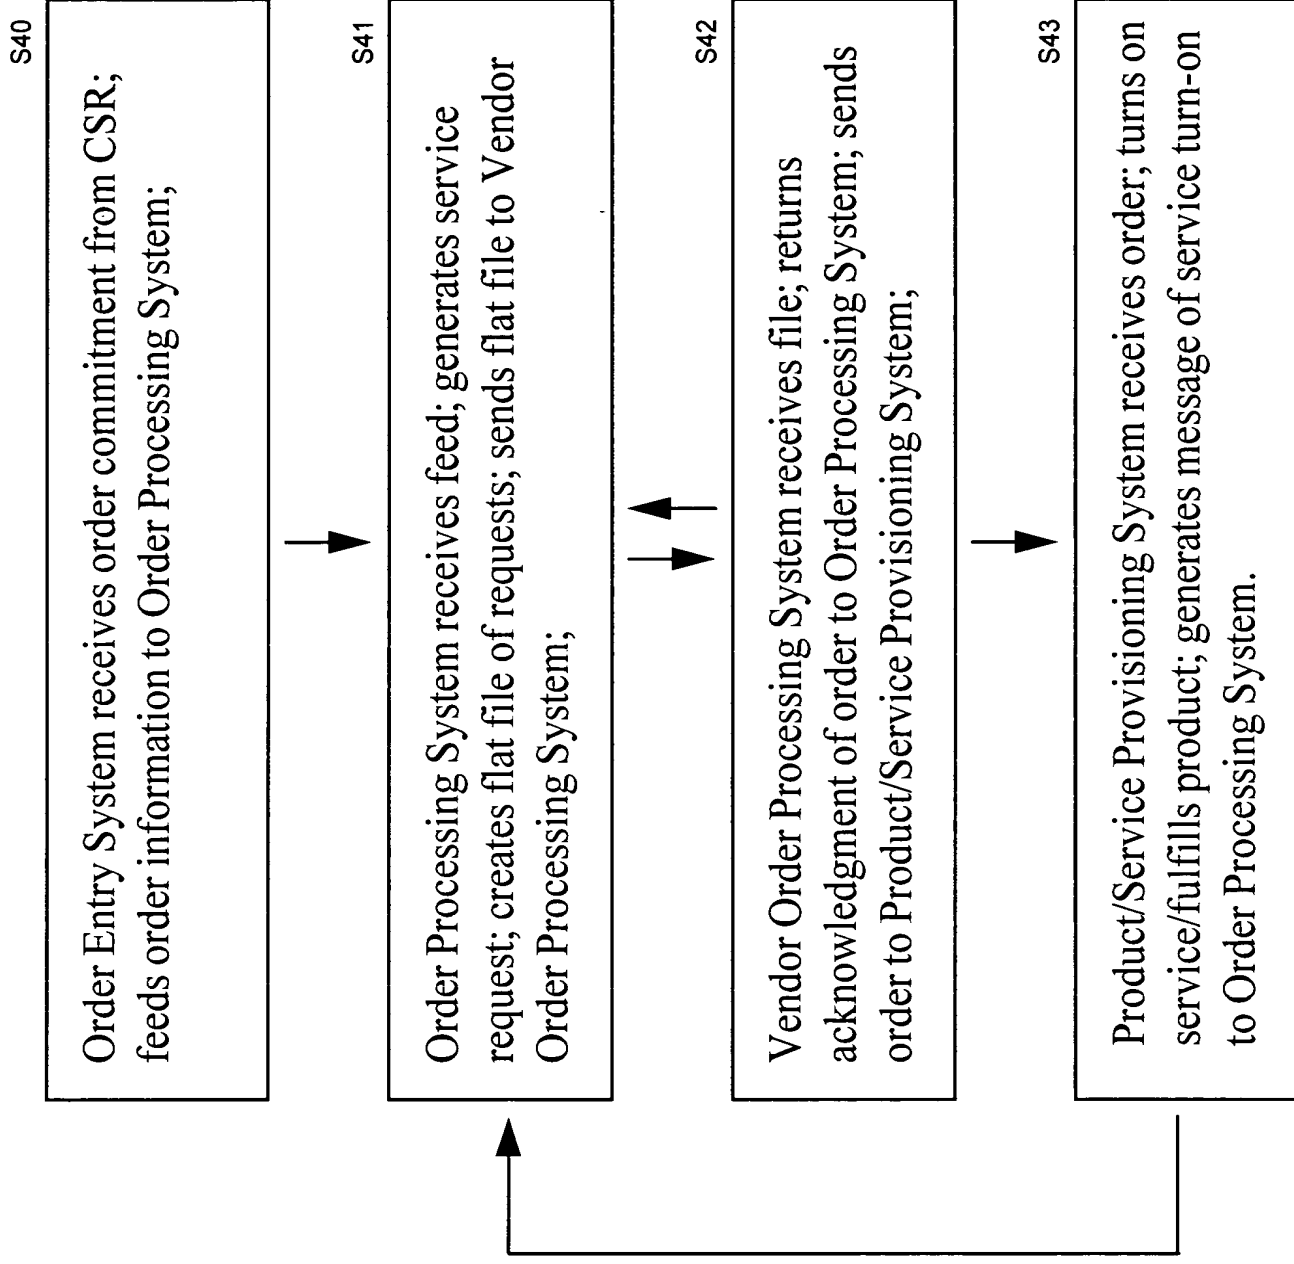 S40
Order Entry System receives order commitment from CSR;
feeds order information to Order Processing System;
S41
Order Processing System receives feed; generates service
request; creates flat file of requests; sends flat file to Vendor
Order Processing System;
S42
Vendor Order Processing System receives file; returns
acknowledgment of order to Order Processing System; sends
order to Product/Service Provisioning System;
S43
Product/Service Provisioning System receives order; turns on
service/fulfills product; generates message of service turn-on
to Order Processing System.